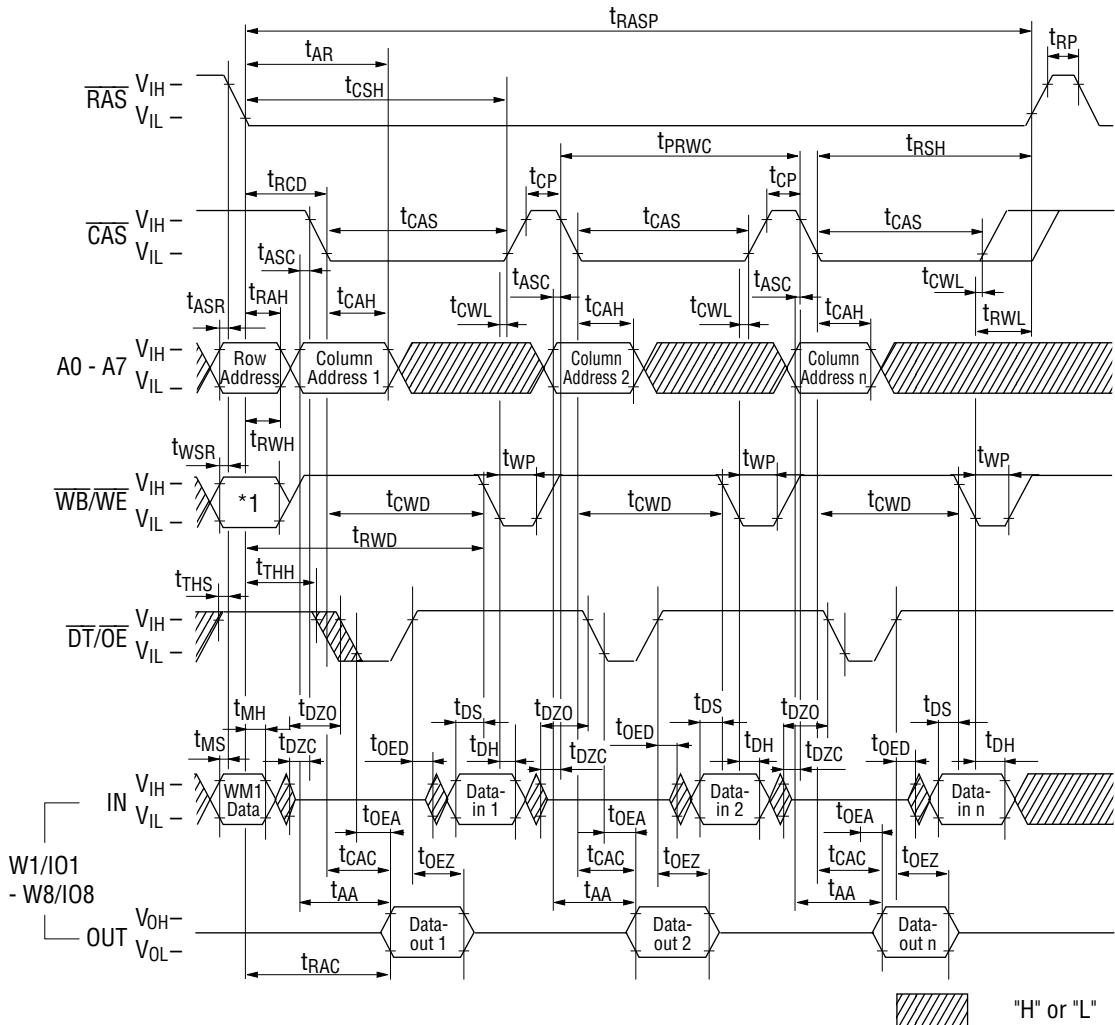 tRASP
tAR
tRP
tCSH
RAS VIH
VIL
tPRWC
tRSH
tRCD
tCP
tCP
CAS VIH
VIL
tCAS
tCAS
tCAS
tASC
tASC
tASC
tASR
tRAH
tCAH
tCWL
tCAH
tCWL
tCAH
tCWL
tRWL
A0 - A7 VIH
VIL
Row Address
Column Address 1
Column Address 2
Column Address n
tWSR
tRWH
tWP
tWP
tWP
WB/WE VIH
VIL
*1
tCWD
tCWD
tCWD
tRWD
tTHS
tTHH
DT/OE VIH
VIL
tMH
tDZO
tDS
tDZO
tDS
tDZO
tDS
tMS
tDZC
tOED
tDH
tDZC
tOED
tDH
tDZC
tOED
tDH
IN VIH
VIL
WM1 Data
Data-in 1
Data-in 2
Data-in n
tOEA
tOEA
tOEA
W1/IO1
- W8/IO8
tCAC
tOEZ
tCAC
tOEZ
tCAC
tOEZ
tAA
tAA
tAA
OUT VOH
VOL
Data-out 1
Data-out 2
Data-out n
tRAC
"H" or "L"